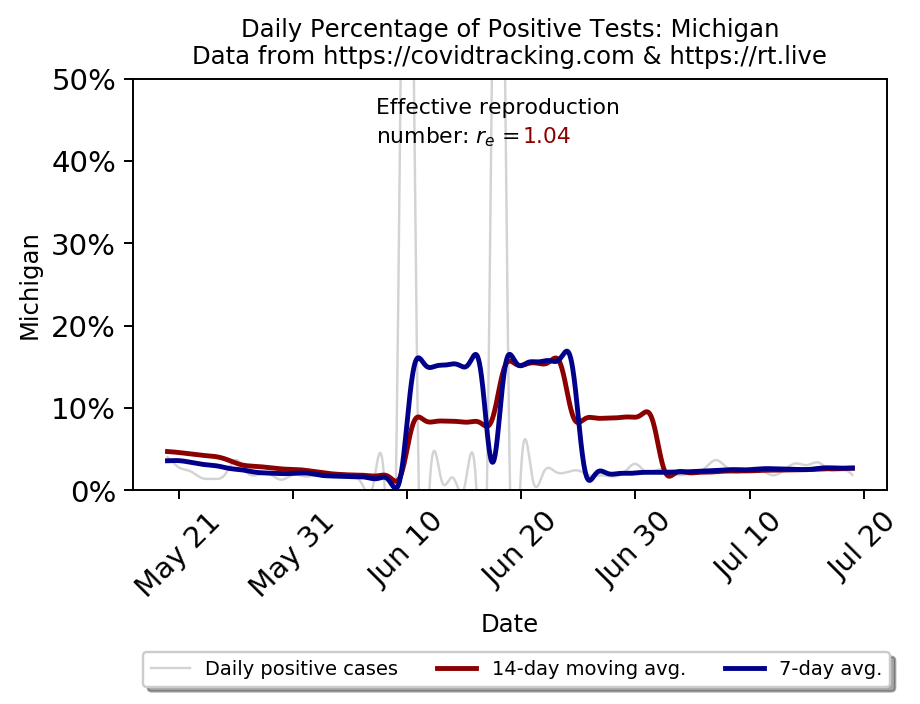 Daily Percentage of Positive Tests: Michigan
Data from https://covidtracking.com & https://rt.live
50%
40%
30%
20%
10%
0%
Michigan
Effective reproduction
number: rₑ =1.04
May 21
May 31
Jun 10
Jun 20
Jun 30
Jul 10
Jul 20
Date
Daily positive cases
14-day moving avg.
7-day avg.